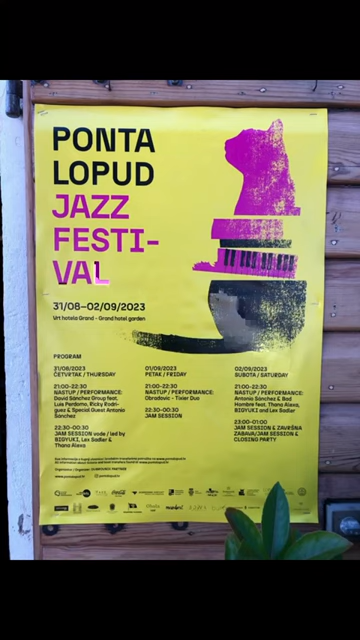 PONTA
LOPUD
JAZZ
FESTI-
VAL
31/08–02/09/2023
Vrt hotela Grand - Grand hotel garden
PROGRAM
31/08/2023
ČETVRTAK / THURSDAY
21:00-22:30
NASTUP / PERFORMANCE:
David Sánchez Group feat.
Luis Perdomo, Ricky Rodri-
guez & Special Guest Antonio
Sánchez
22:30-00:30
JAM SESSION vode / led by
BIGYUKI, Lex Sadler &
Thana Alexa
01/09/2023
PETAK / FRIDAY
21:00-22:30
NASTUP / PERFORMANCE:
Obradovic - Tixier Duo
22:30-00:30
JAM SESSION
02/09/2023
SUBOTA / SATURDAY
21:00-22:30
NASTUP / PERFORMANCE:
Antonio Sánchez & Bad
Hombre feat. Thana Alexa,
BIGYUKI and Lex Sadler
23:00-01:00
JAM SESSION & ZAVRŠNA
ZABAVA/JAM SESSION &
CLOSING PARTY